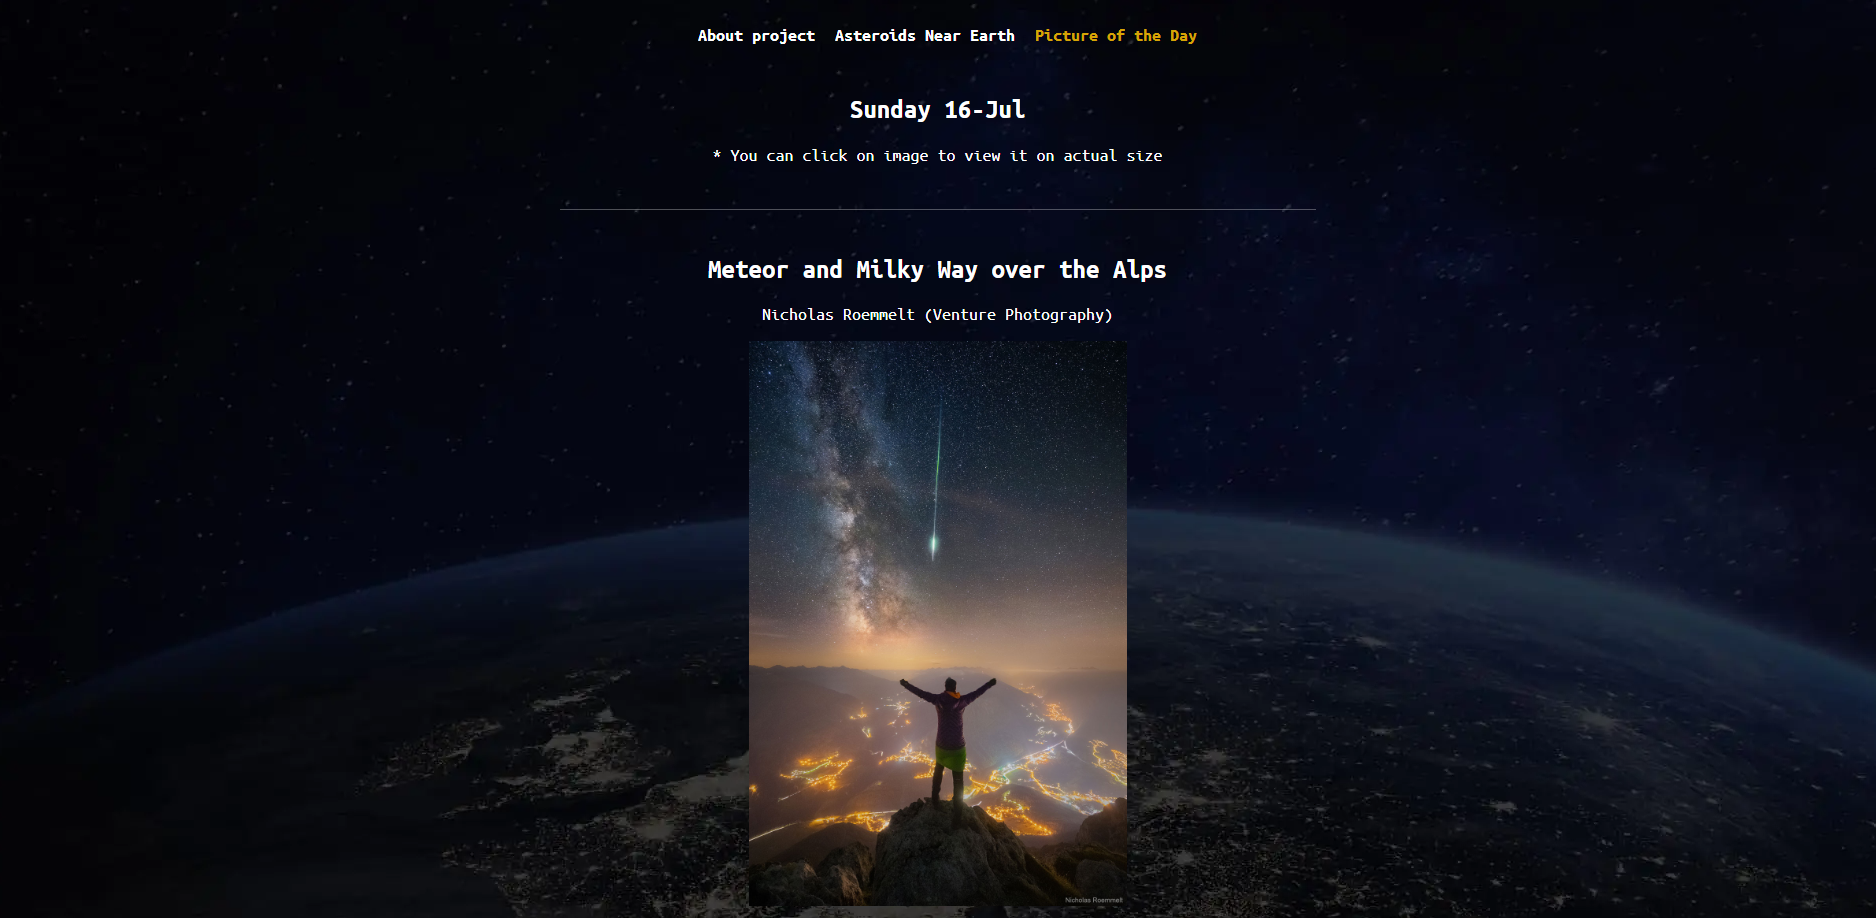 About project Asteroids Near Earth Picture of the Day
Sunday 16-Jul
* You can click on image to view it on actual size
Meteor and Milky Way over the Alps
Nicholas Roemmelt (Venture Photography)
Nicholas Roemmelt